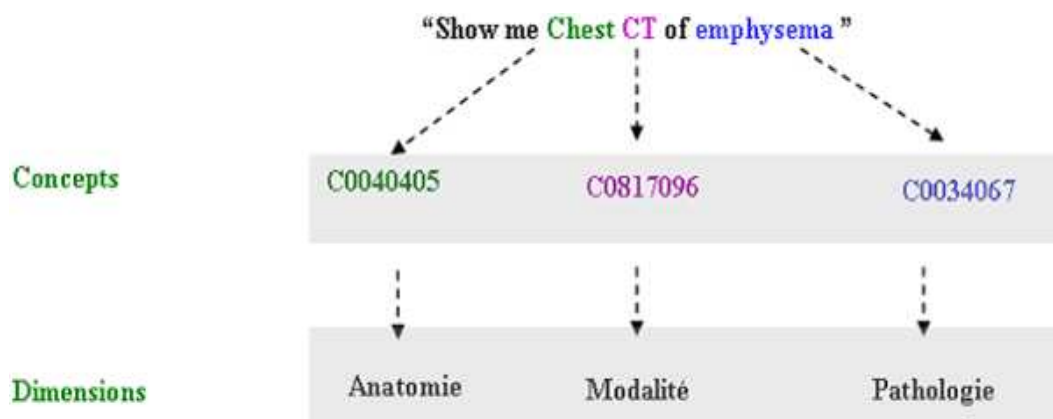 “Show me Chest CT of emphysema ”
Concepts C0040405 C0817096 C0034067
Dimensions Anatomie Modalité Pathologie